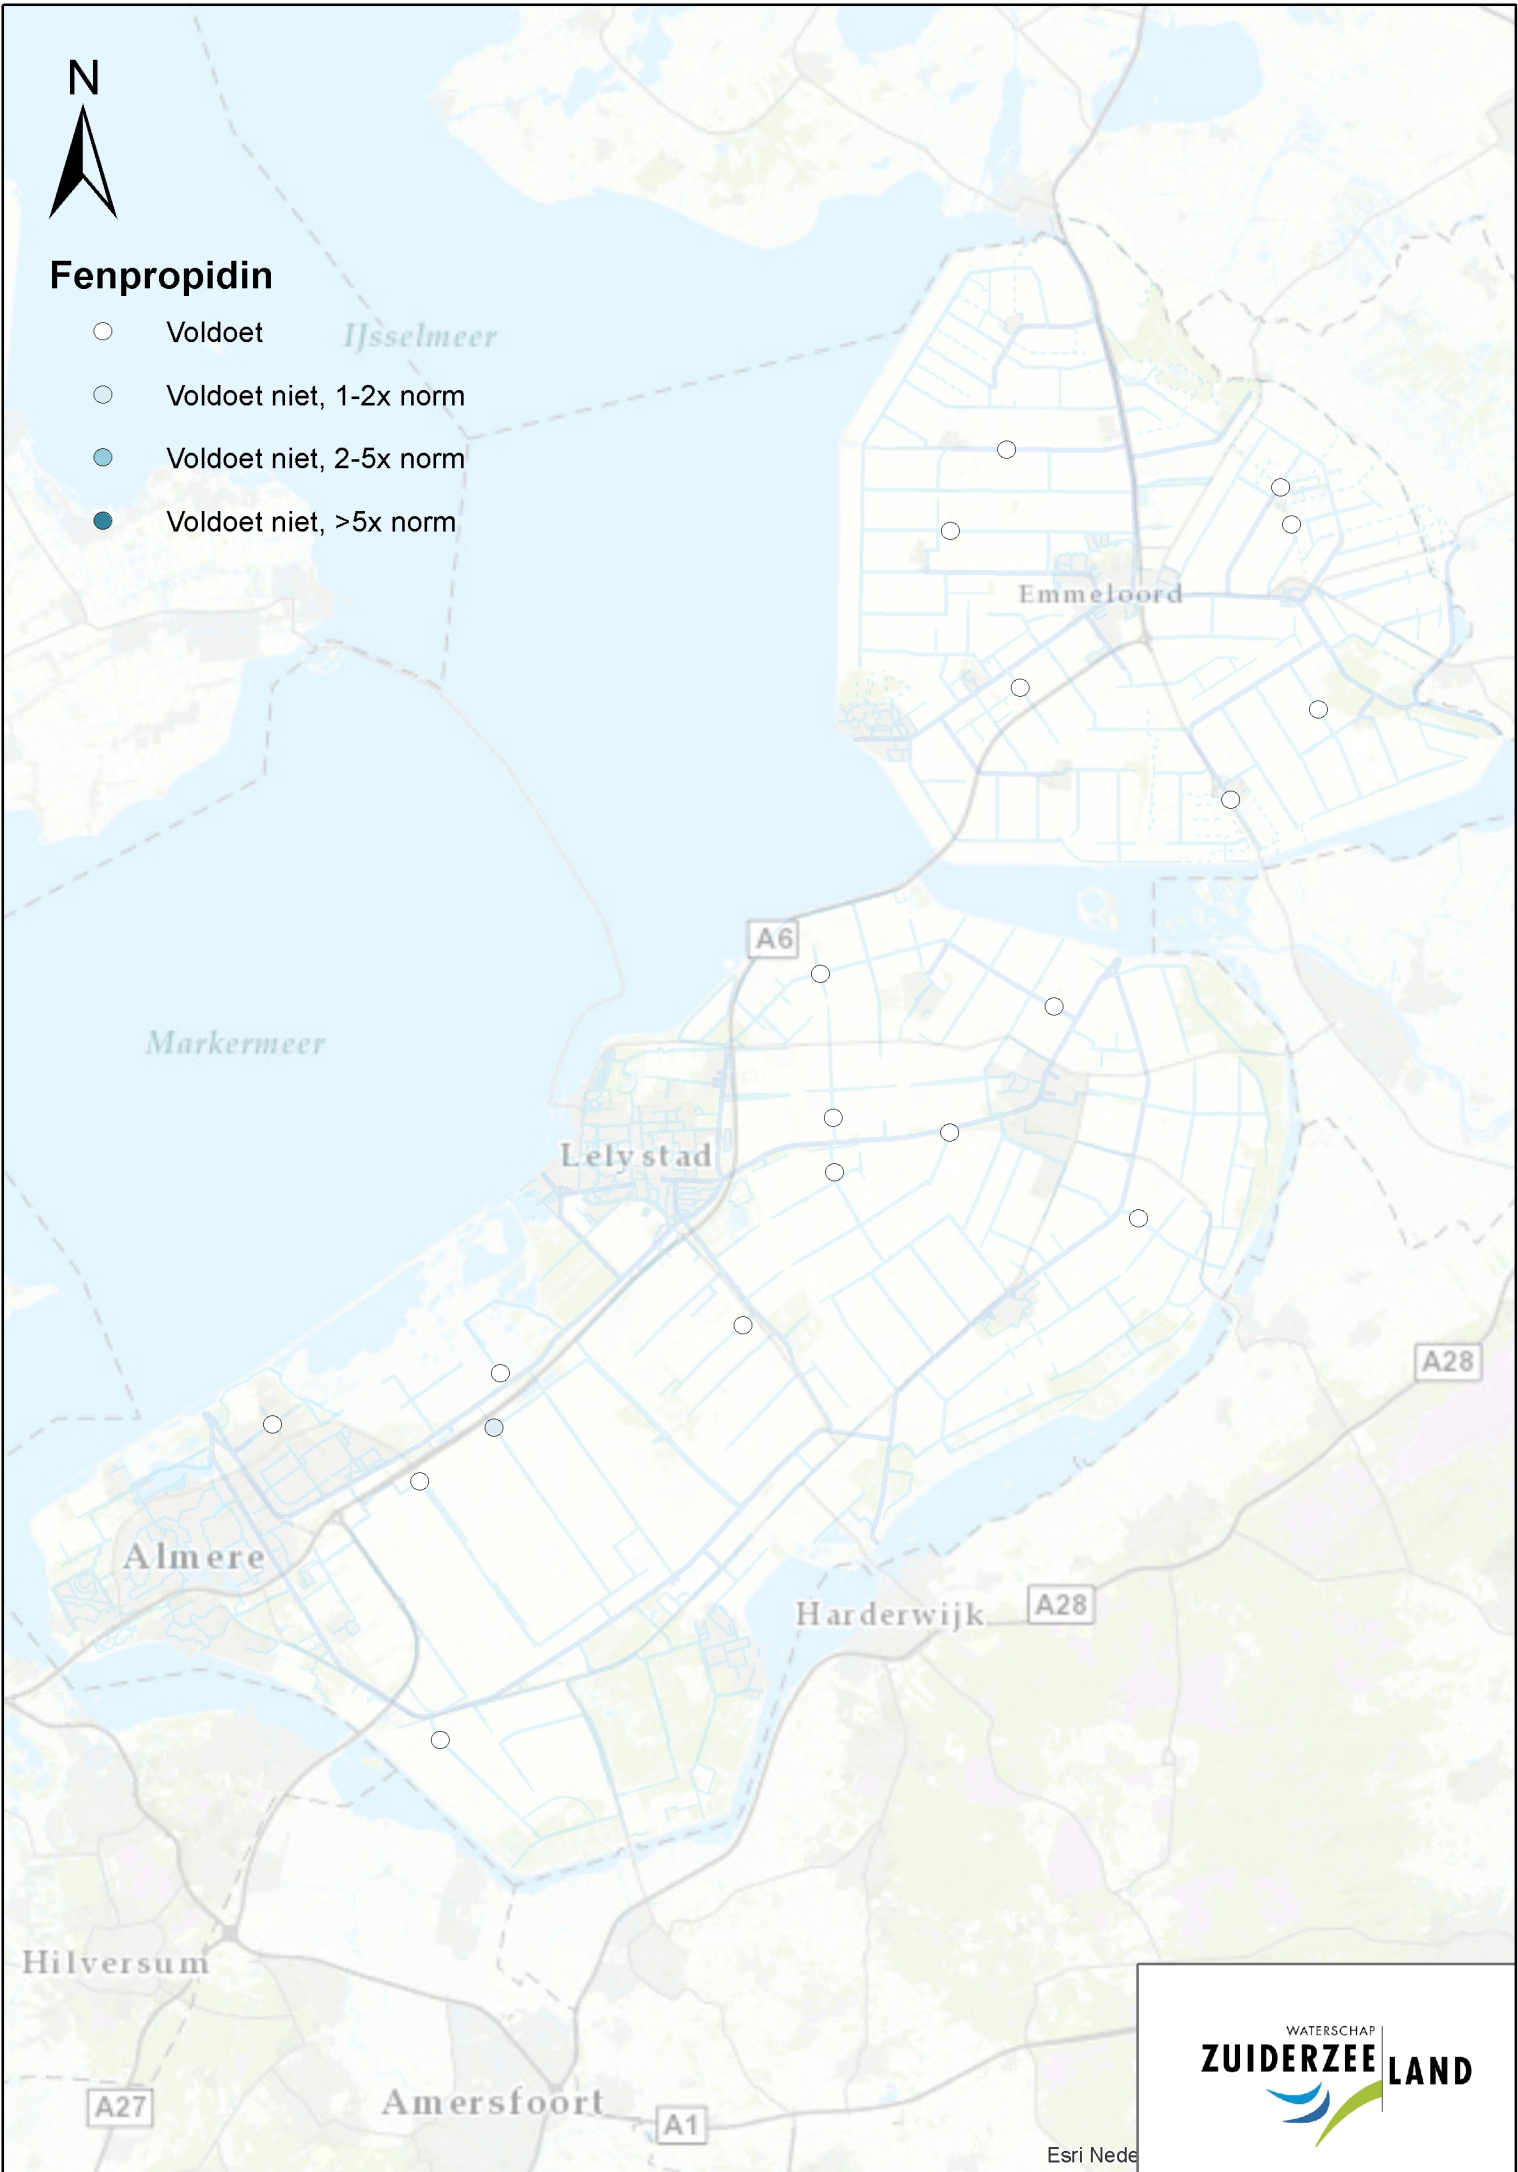 N
Fenpropidin
Voldoet
Voldoet niet, 1-2x norm
Voldoet niet, 2-5x norm
Voldoet niet, >5x norm
IJsselmeer
Emmeloord
A6
Markermeer
Lelystad
A28
Almere
Harderwijk
A28
Hilversum
Amersfoort
A27
A1
Esri Nede
WATERSCHAP
ZUIDERZEE
LAND